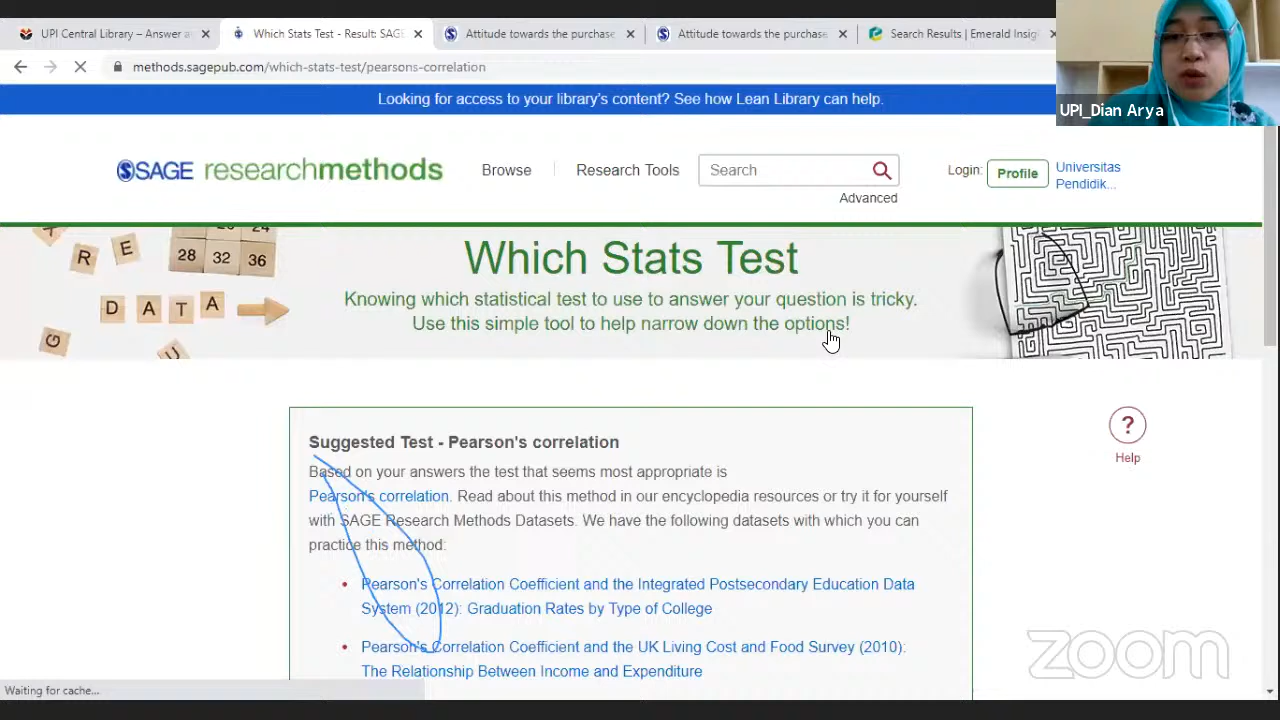 UPI Central Library – Answer a
Which Stats Test - Result: SAG
Attitude towards the purchase
Attitude towards the purchase
Search Results | Emerald Insig
methods.sagepub.com/which-stats-test/pearsons-correlation
UPI_Dian Arya
Looking for access to your library's content? See how Lean Library can help.
SAGE researchmethods
Browse
Research Tools
Search
Advanced
Login:
Profile
Universitas
Pendidik...
R E
28 32 36
D A T A
G
U
Which Stats Test
Knowing which statistical test to use to answer your question is tricky.
Use this simple tool to help narrow down the options!
Suggested Test - Pearson's correlation
Based on your answers the test that seems most appropriate is
Pearson's correlation. Read about this method in our encyclopedia resources or try it for yourself
with SAGE Research Methods Datasets. We have the following datasets with which you can
practice this method:
Pearson's Correlation Coefficient and the Integrated Postsecondary Education Data
System (2012): Graduation Rates by Type of College
Pearson's Correlation Coefficient and the UK Living Cost and Food Survey (2010):
The Relationship Between Income and Expenditure
?
Help
zoom
Waiting for cache...